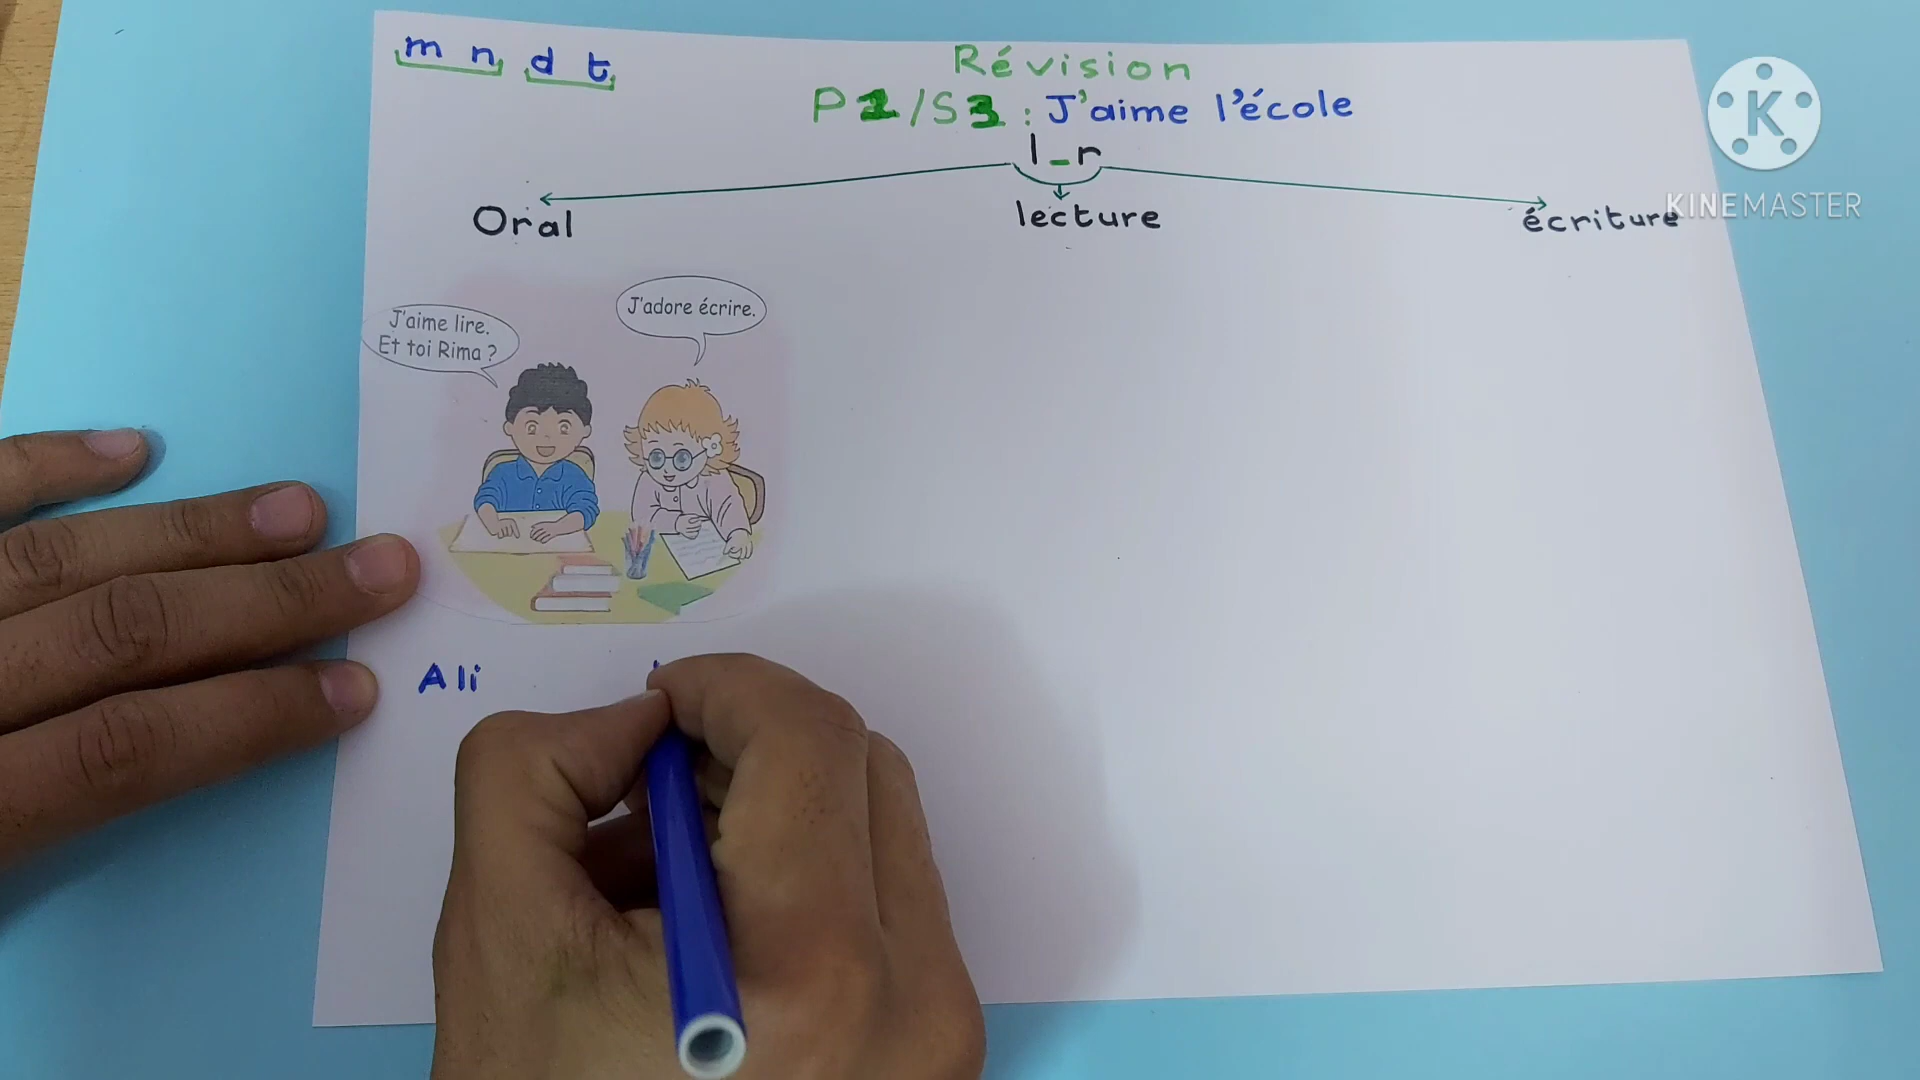 m n d t
Révision
P1/S3 : J'aime l'école
l_r
Oral
lecture
écriture
J'aime lire.
Et toi Rima ?
J'adore écrire.
Ali
K
KINEMASTER